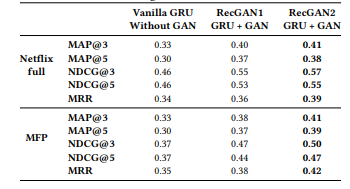 Vanilla GRU RecGAN1 RecGAN2
Without GAN GRU + GAN GRU + GAN
MAP@3 0.33 0.40 0.41
Netflix MAP@5 0.30 0.37 0.38
full NDCG@3 0.46 0.55 0.57
NDCG@5 0.46 0.53 0.55
MRR 0.34 0.36 0.39
MAP@3 0.33 0.38 0.41
MAP@5 0.30 0.37 0.39
MFP NDCG@3 0.37 0.47 0.50
NDCG@5 0.37 0.44 0.47
MRR 0.35 0.38 0.42